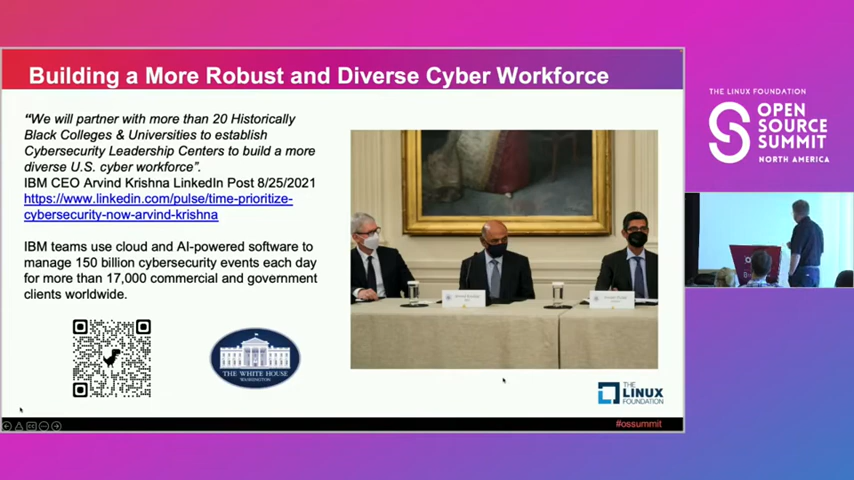 Building a More Robust and Diverse Cyber Workforce
“We will partner with more than 20 Historically
Black Colleges & Universities to establish
Cybersecurity Leadership Centers to build a more
diverse U.S. cyber workforce”.
IBM CEO Arvind Krishna LinkedIn Post 8/25/2021
https://www.linkedin.com/pulse/time-prioritize-
cybersecurity-now-arvind-krishna
IBM teams use cloud and AI-powered software to
manage 150 billion cybersecurity events each day
for more than 17,000 commercial and government
clients worldwide.
THE WHITE HOUSE
WASHINGTON
THE
LINUX
FOUNDATION
#ossummit
THE LINUX FOUNDATION
OPEN
SOURCE
SUMMIT
NORTH AMERICA